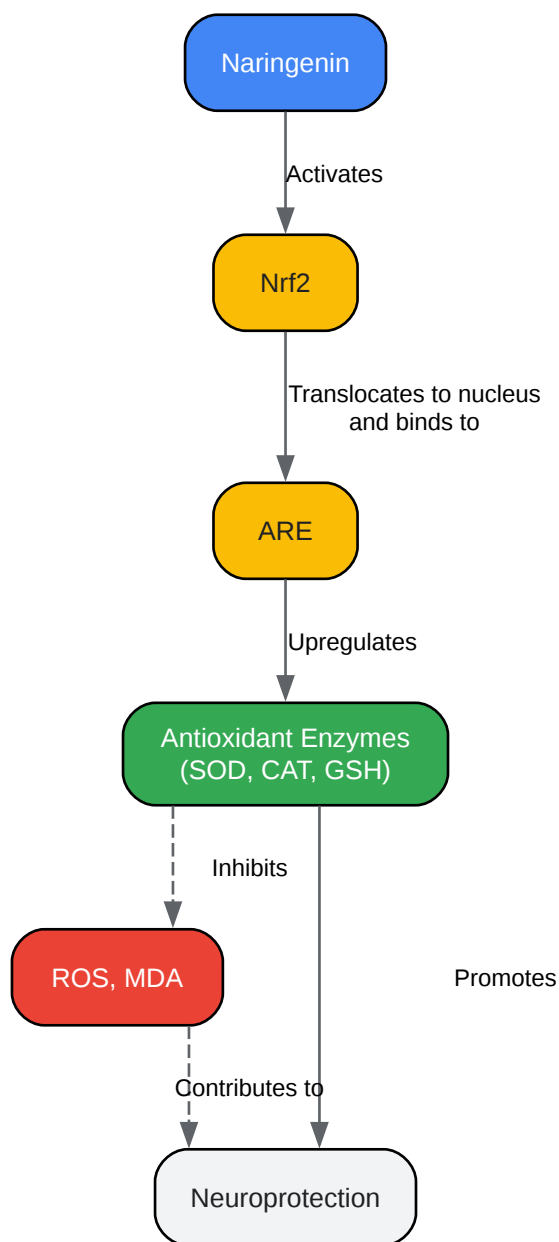 Naringenin
Activates
Nrf2
Translocates to nucleus
and binds to
ARE
Upregulates
Antioxidant Enzymes
(SOD, CAT, GSH)
Inhibits
ROS, MDA
Promotes
Contributes to
Neuroprotection